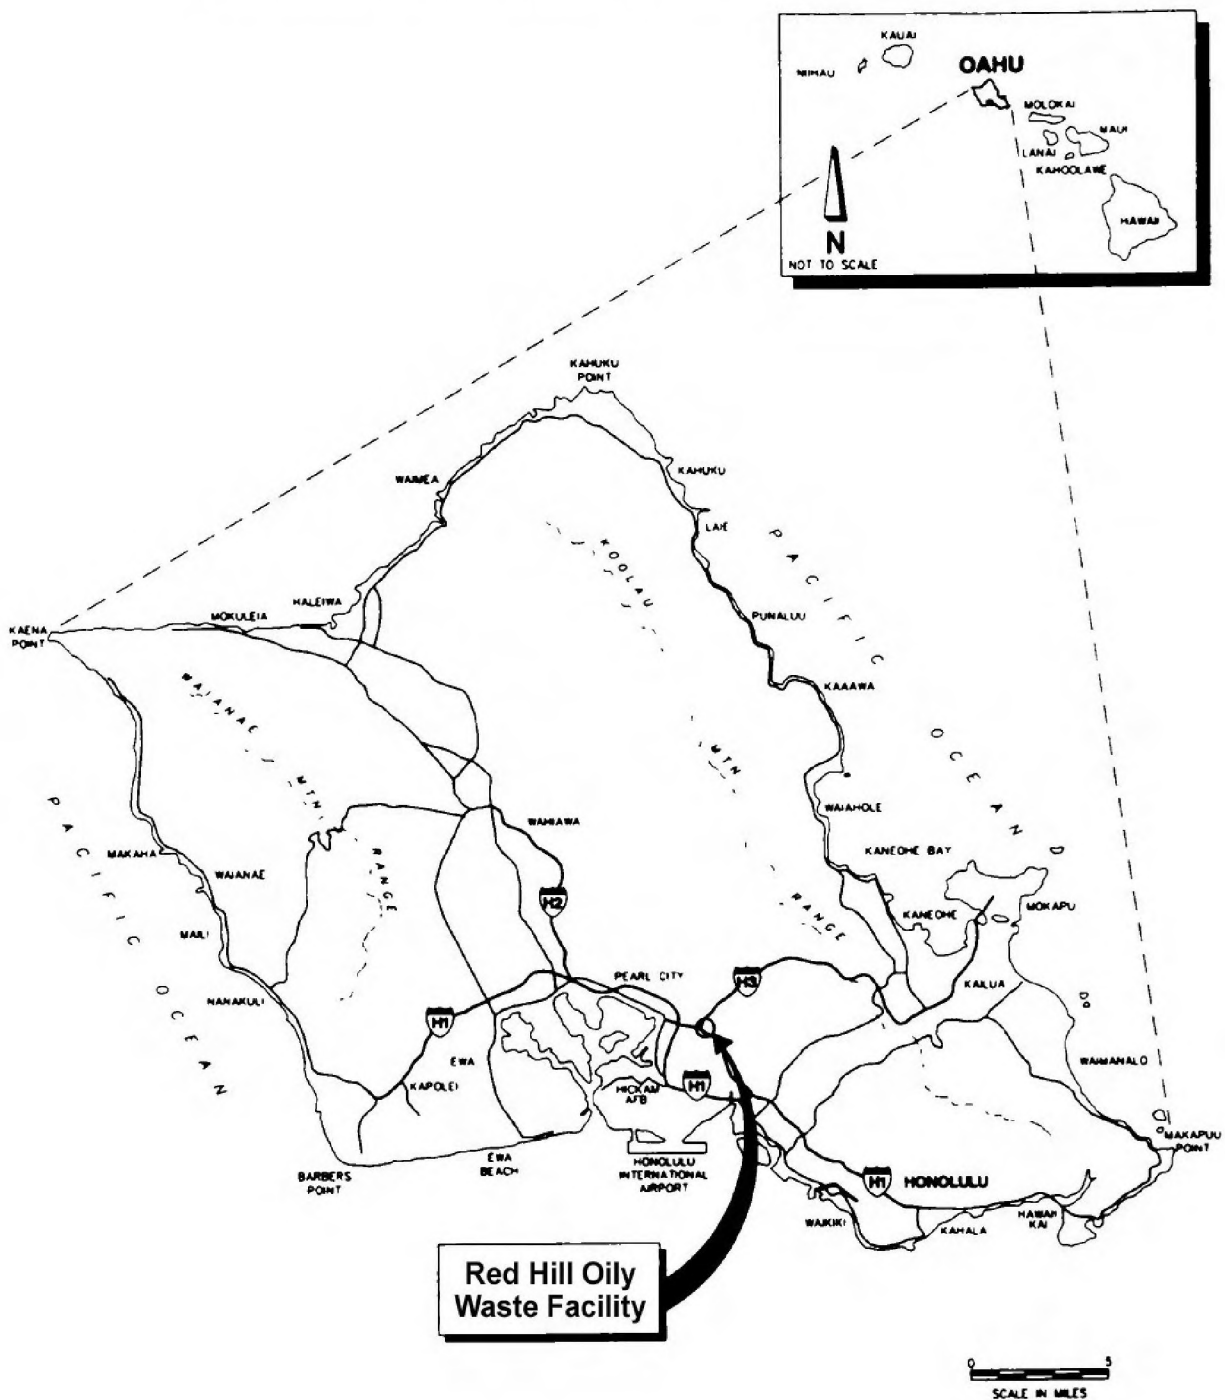 KAUAI
NIIHAU
OAHU
MOLOKAI
MAUI
LANAI
KAHOOLAWE
HAWAII
N
NOT TO SCALE
KAHUKU
POINT
WAIMEA
KAHUKU
LAIE
PACIFIC OCEAN
KOOLAU MTN RANGE
HALEIWA
MOKULEIA
PUNALUU
KAENA
POINT
KAAAWA
WAIANAE MTN RANGE
PACIFIC OCEAN
WAIAHOLE
WAHIAWA
KANEOHE BAY
MAKAHA
WAIANAE
H2
KANEOHE
MOKAPU
MAILI
PEARL CITY
H3
KAILUA
NANAKULI
H1
EWA
WAIMANALO
KAPOLEI
HICKAM
AFB
H1
MAKAPUU
POINT
EWA
BEACH
HONOLULU
INTERNATIONAL
AIRPORT
BARBERS
POINT
H1
HONOLULU
WAIKIKI
KAHALA
HAWAII
KAI
Red Hill Oily
Waste Facility
0 5
SCALE IN MILES